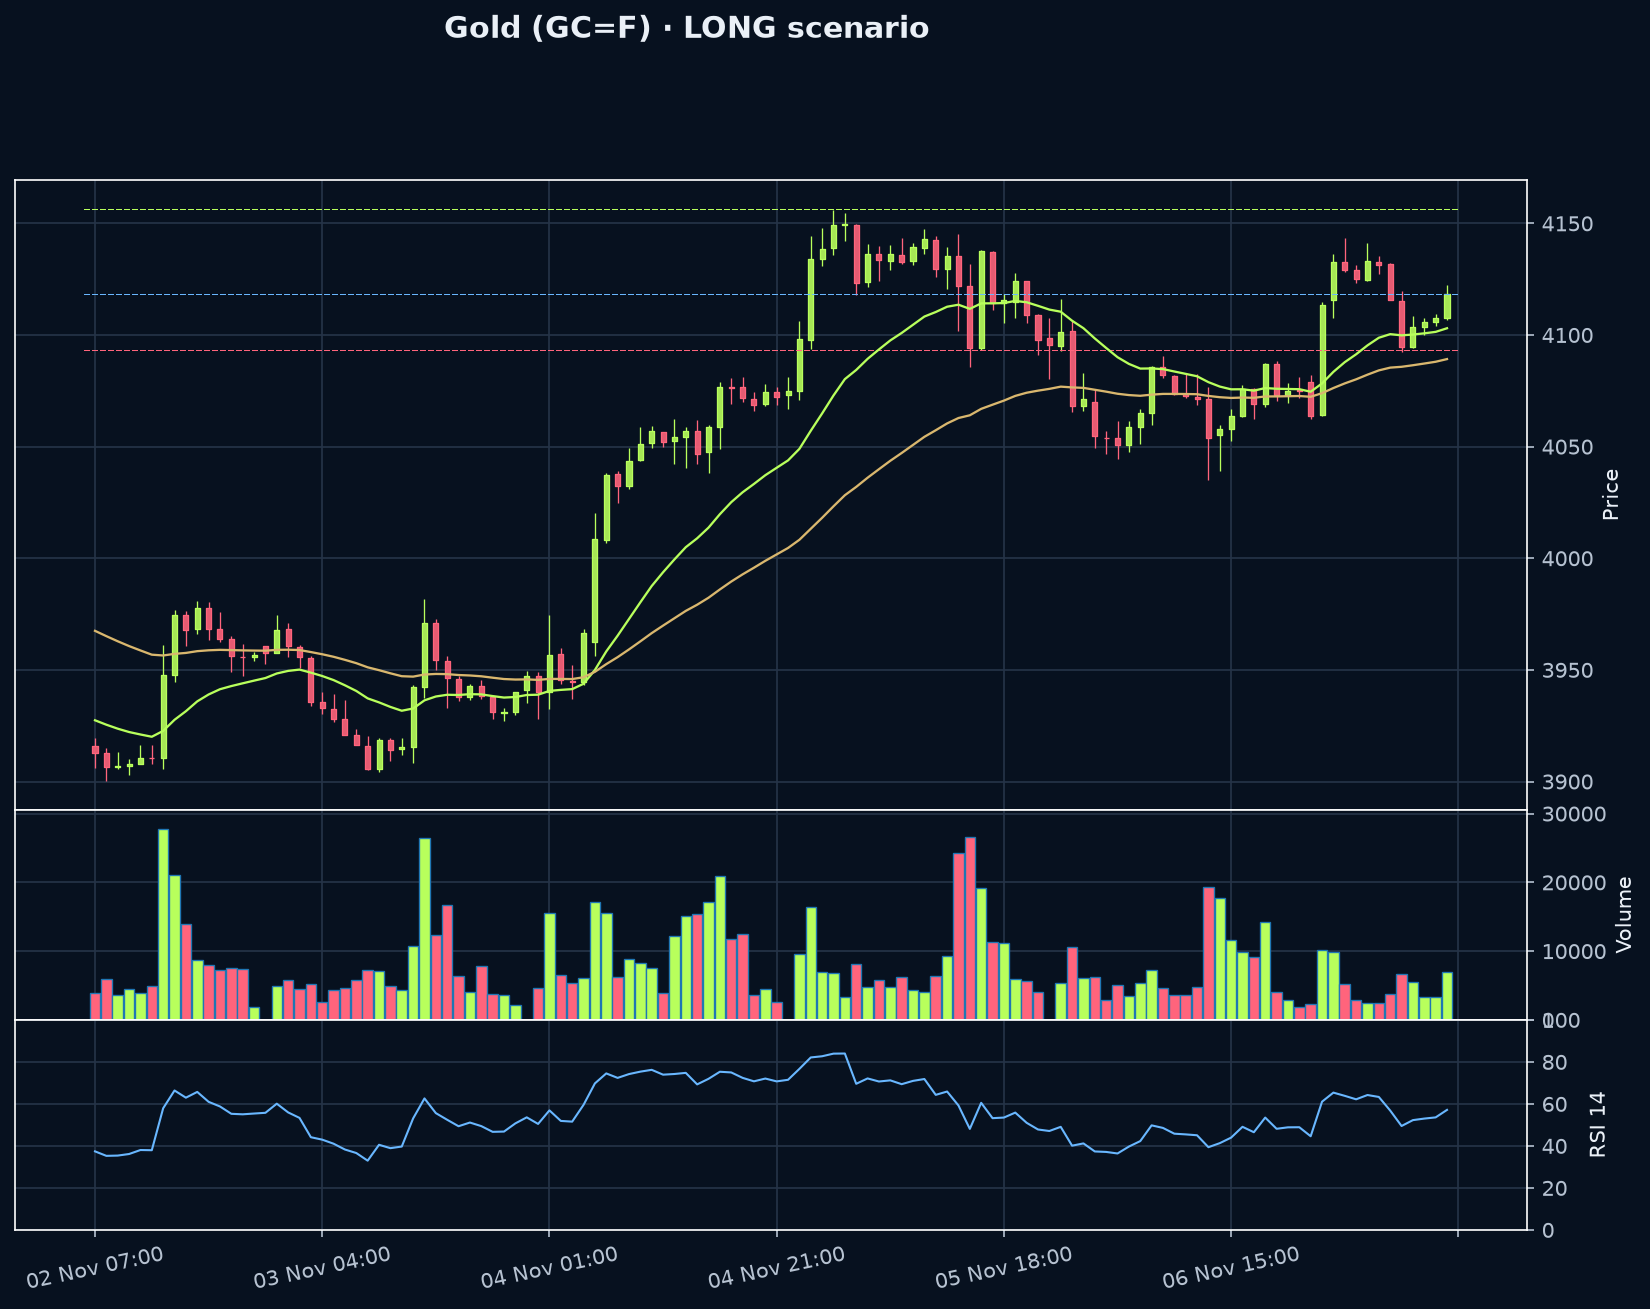 Gold (GC=F) · LONG scenario
4150
4100
4050
4000
3950
3900
Price
30000
20000
10000
0
Volume
100
80
60
40
20
0
RSI 14
02 Nov 07:00
03 Nov 04:00
04 Nov 01:00
04 Nov 21:00
05 Nov 18:00
06 Nov 15:00